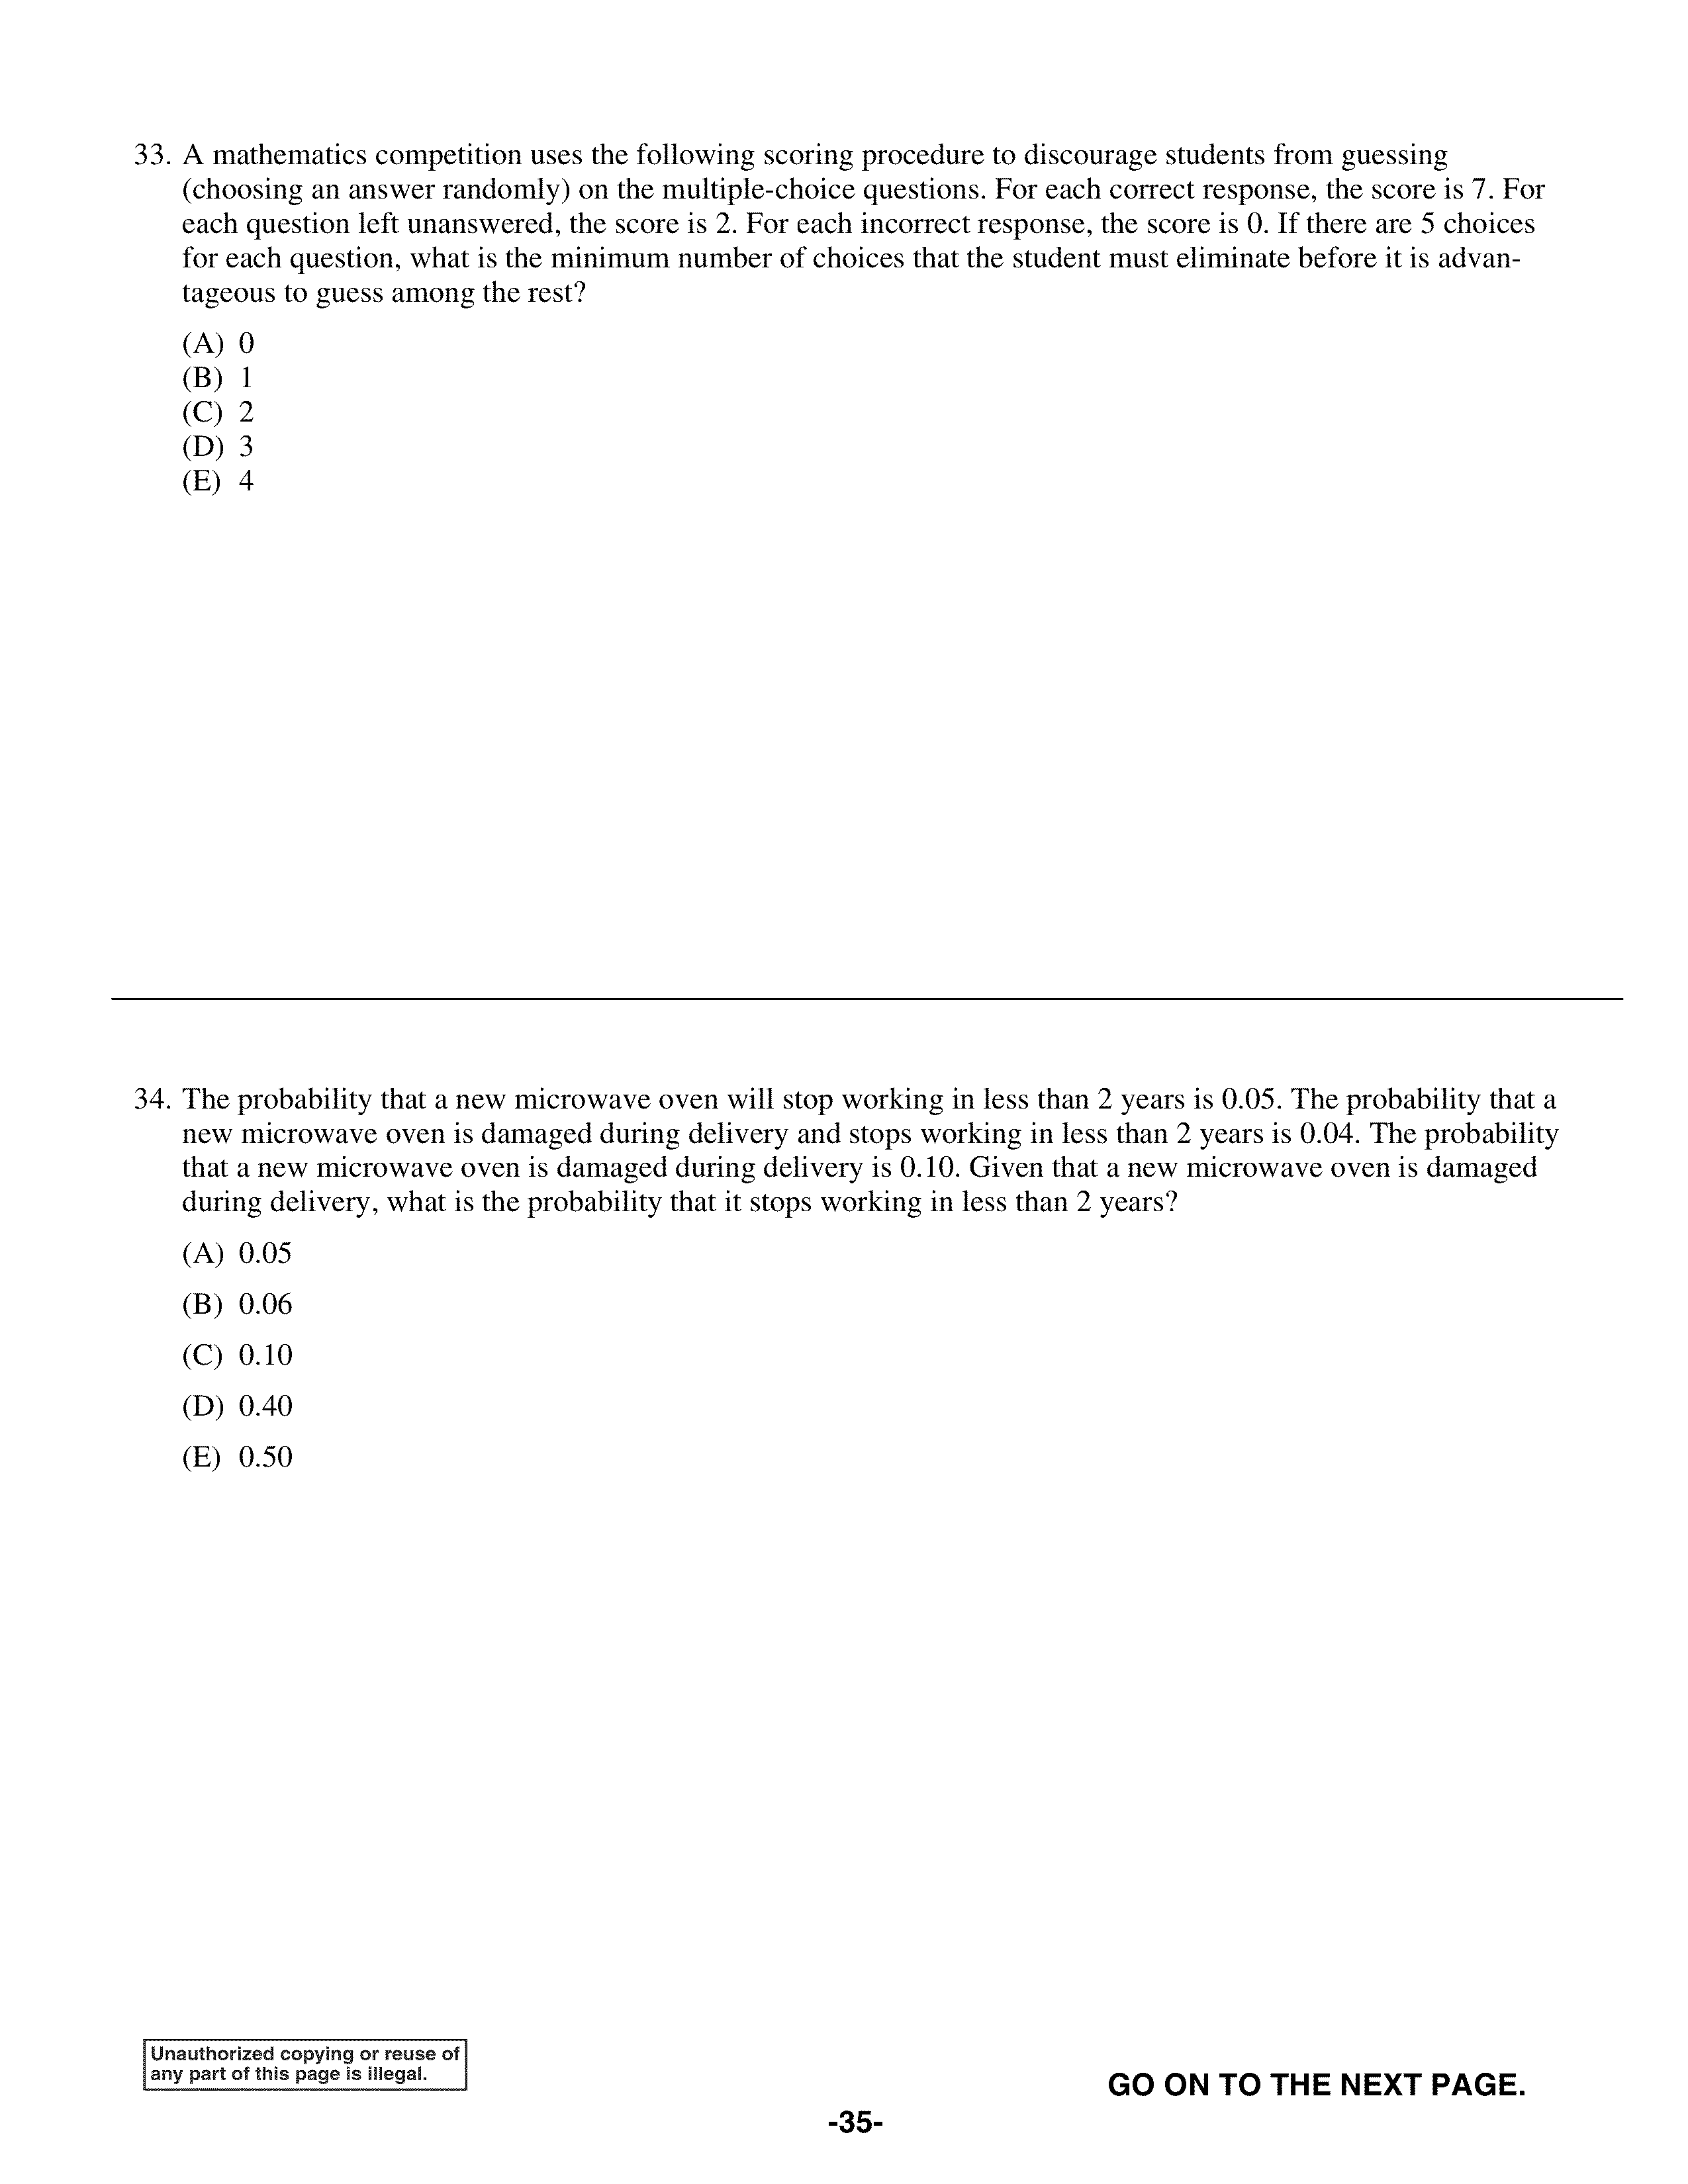 33. A mathematics competition uses the following scoring procedure to discourage students from guessing
(choosing an answer randomly) on the multiple-choice questions. For each correct response, the score is 7. For
each question left unanswered, the score is 2. For each incorrect response, the score is 0. If there are 5 choices
for each question, what is the minimum number of choices that the student must eliminate before it is advan-
tageous to guess among the rest?
(A) 0
(B) 1
(C) 2
(D) 3
(E) 4
34. The probability that a new microwave oven will stop working in less than 2 years is 0.05. The probability that a
new microwave oven is damaged during delivery and stops working in less than 2 years is 0.04. The probability
that a new microwave oven is damaged during delivery is 0.10. Given that a new microwave oven is damaged
during delivery, what is the probability that it stops working in less than 2 years?
(A) 0.05
(B) 0.06
(C) 0.10
(D) 0.40
(E) 0.50
Unauthorized copying or reuse of
any part of this page is illegal.
GO ON TO THE NEXT PAGE.
-35-